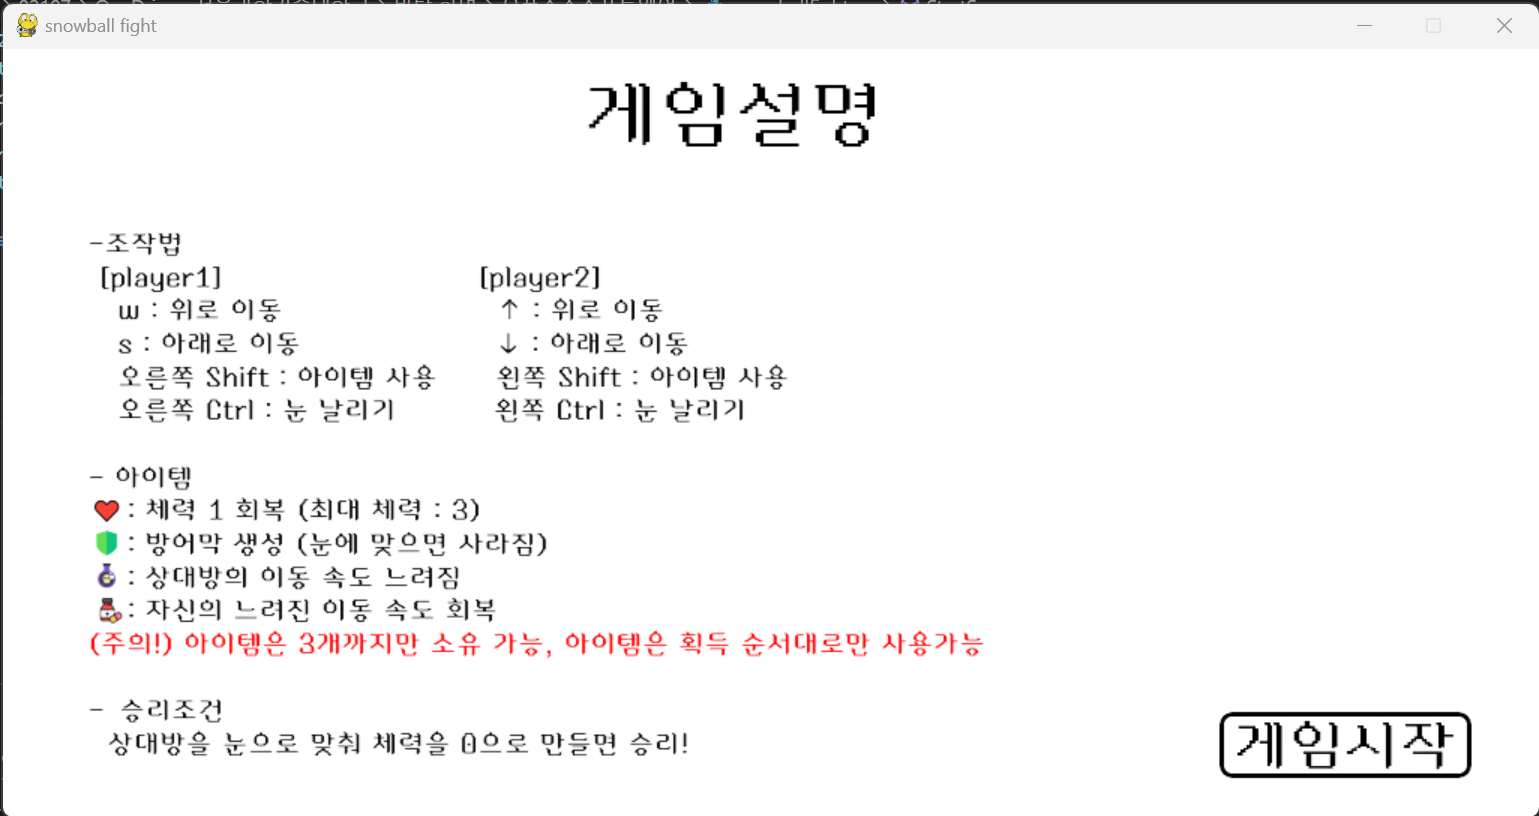 snowball fight
게임설명
-조작법
[player1] [player2]
w : 위로 이동 ↑ : 위로 이동
s : 아래로 이동 ↓ : 아래로 이동
오른쪽 Shift : 아이템 사용 왼쪽 Shift : 아이템 사용
오른쪽 Ctrl : 눈 날리기 왼쪽 Ctrl : 눈 날리기
- 아이템
: 체력 1 회복 (최대 체력 : 3)
: 방어막 생성 (눈에 맞으면 사라짐)
: 상대방의 이동 속도 느려짐
: 자신의 느려진 이동 속도 회복
(주의!) 아이템은 3개까지만 소유 가능, 아이템은 획득 순서대로만 사용가능
- 승리조건
상대방을 눈으로 맞춰 체력을 0으로 만들면 승리!
게임시작